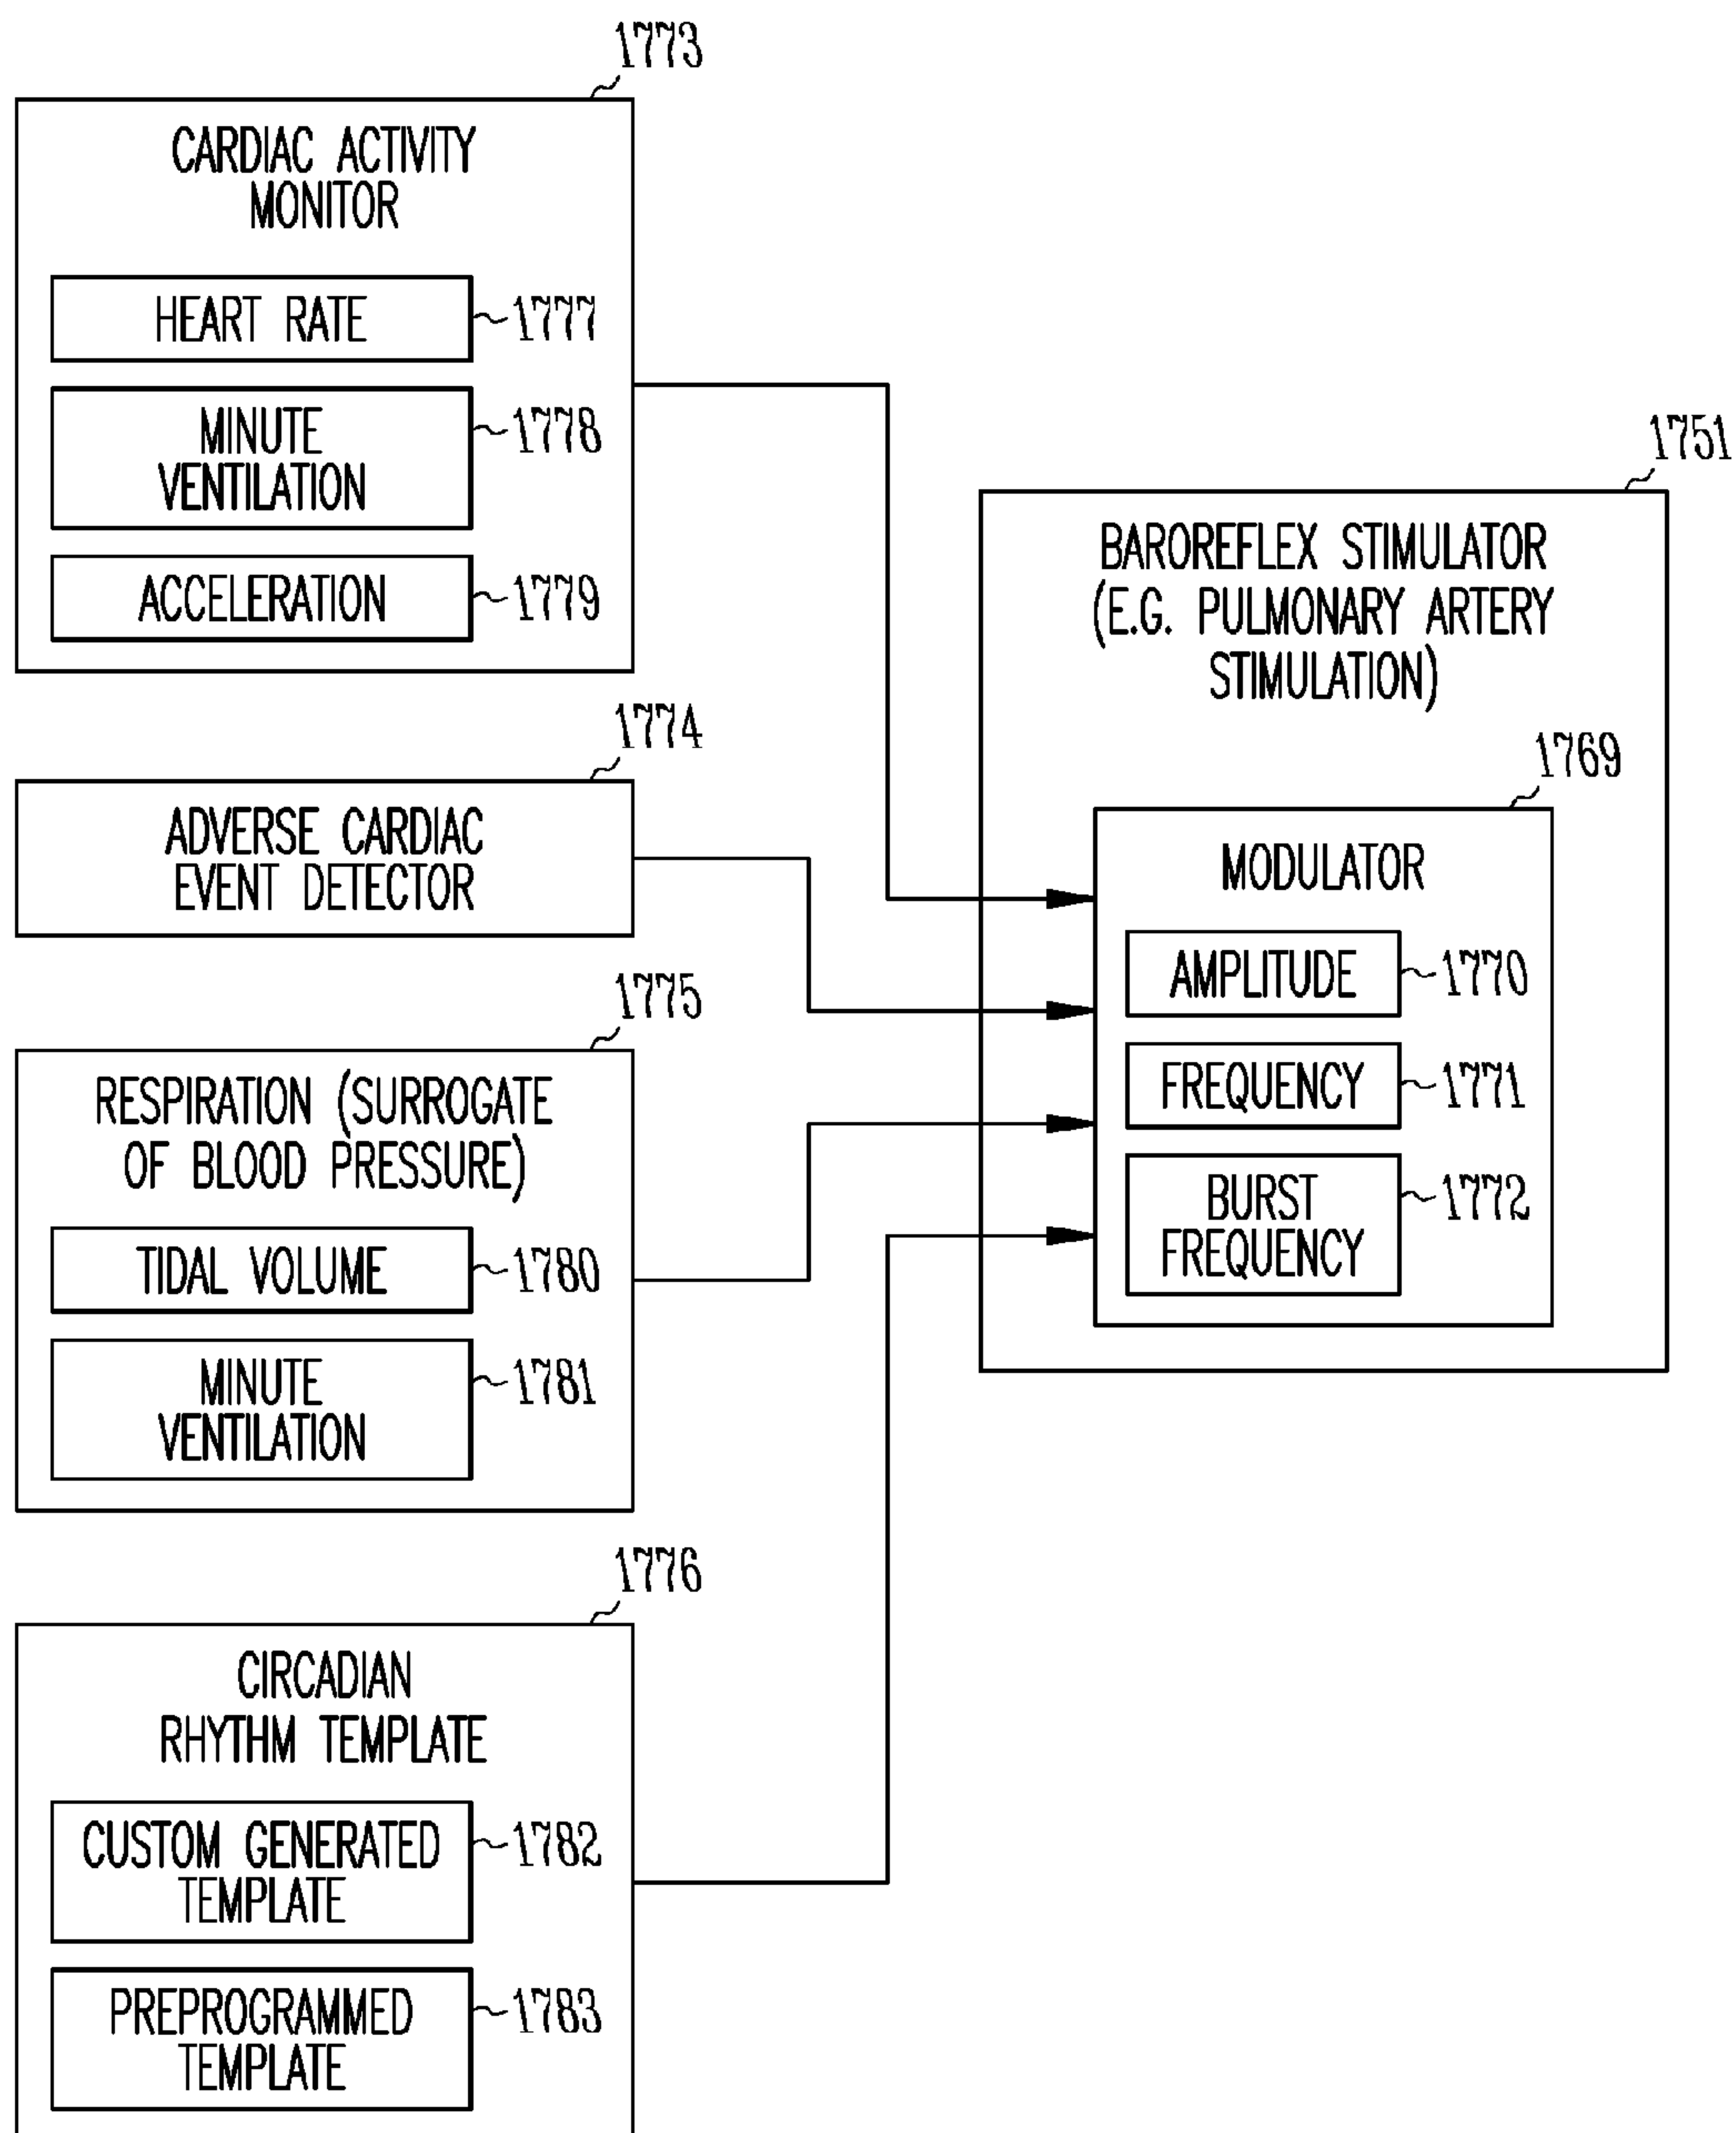 1773
CARDIAC ACTIVITY
MONITOR
HEART RATE
1777
MINUTE
VENTILATION
1778
ACCELERATION
1779
1774
ADVERSE CARDIAC
EVENT DETECTOR
1775
RESPIRATION (SURROGATE
OF BLOOD PRESSURE)
TIDAL VOLUME
1780
MINUTE
VENTILATION
1781
1776
CIRCADIAN
RHYTHM TEMPLATE
CUSTOM GENERATED
TEMPLATE
1782
PREPROGRAMMED
TEMPLATE
1783
1751
BAROREFLEX STIMULATOR
(E.G. PULMONARY ARTERY
STIMULATION)
1769
MODULATOR
AMPLITUDE
1770
FREQUENCY
1771
BURST
FREQUENCY
1772